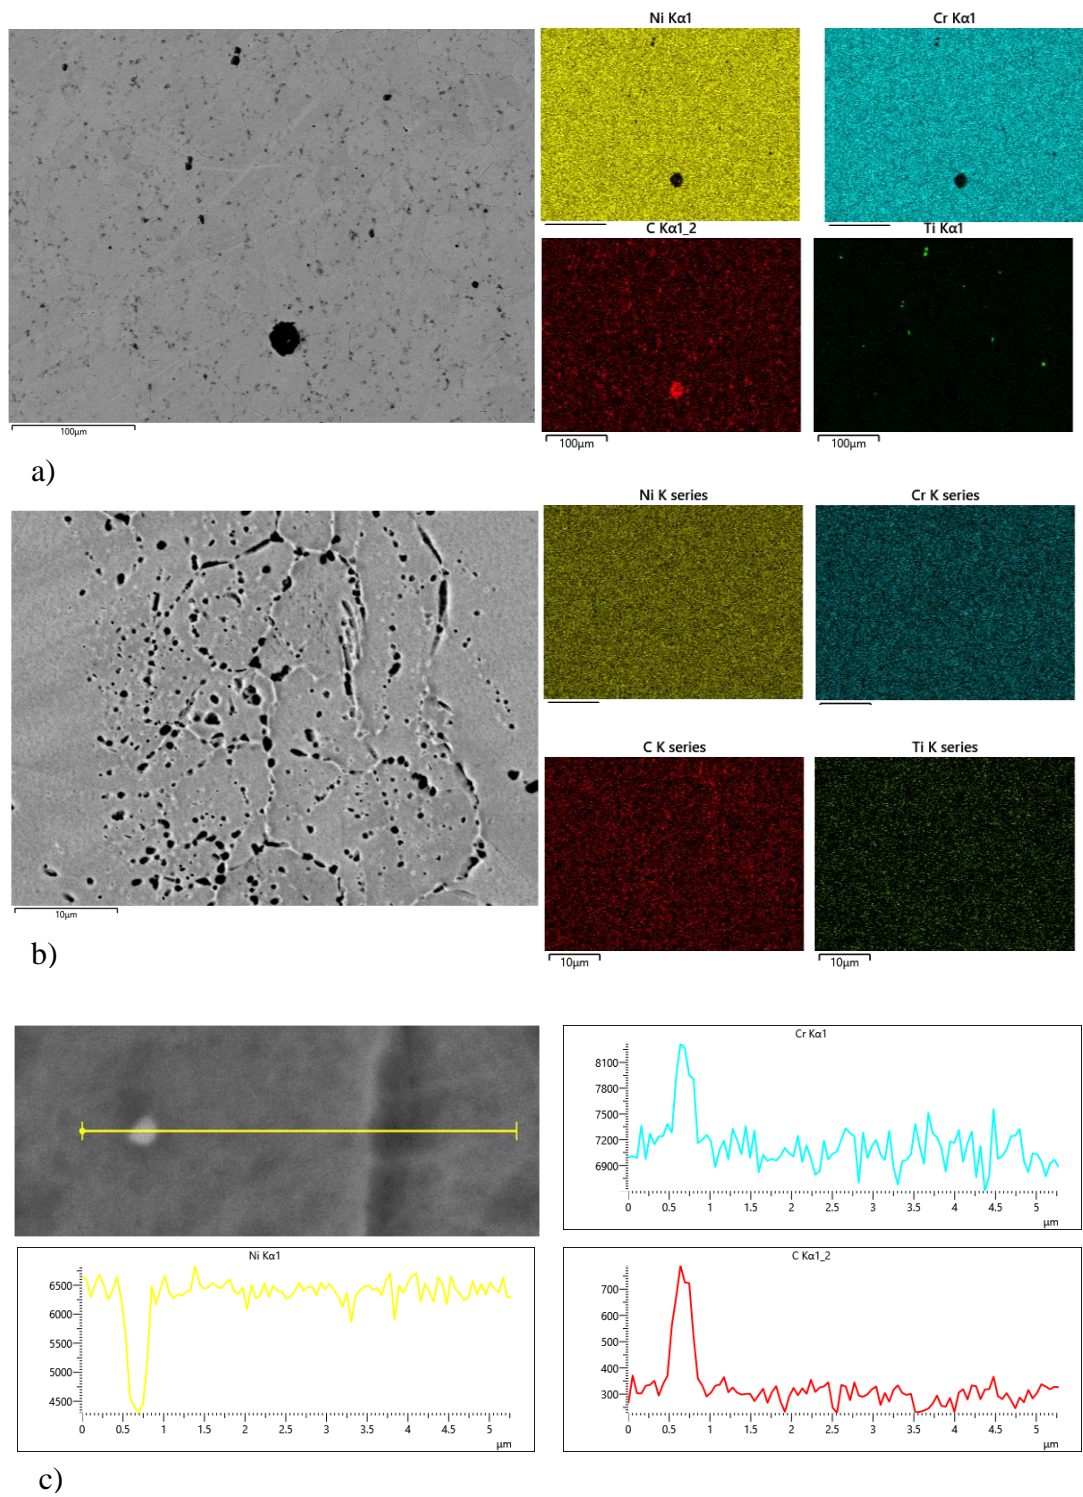 Ni Kα1
Cr Kα1
C Kα1_2
Ti Kα1
100µm
100µm
100µm
a)
Ni K series
Cr K series
C K series
Ti K series
10µm
10µm
10µm
b)
Cr Kα1
8100
7800
7500
7200
6900
0 0.5 1 1.5 2 2.5 3 3.5 4 4.5 5
µm
Ni Kα1
6500
6000
5500
5000
4500
0 0.5 1 1.5 2 2.5 3 3.5 4 4.5 5
µm
C Kα1_2
700
600
500
400
300
0 0.5 1 1.5 2 2.5 3 3.5 4 4.5 5
µm
c)